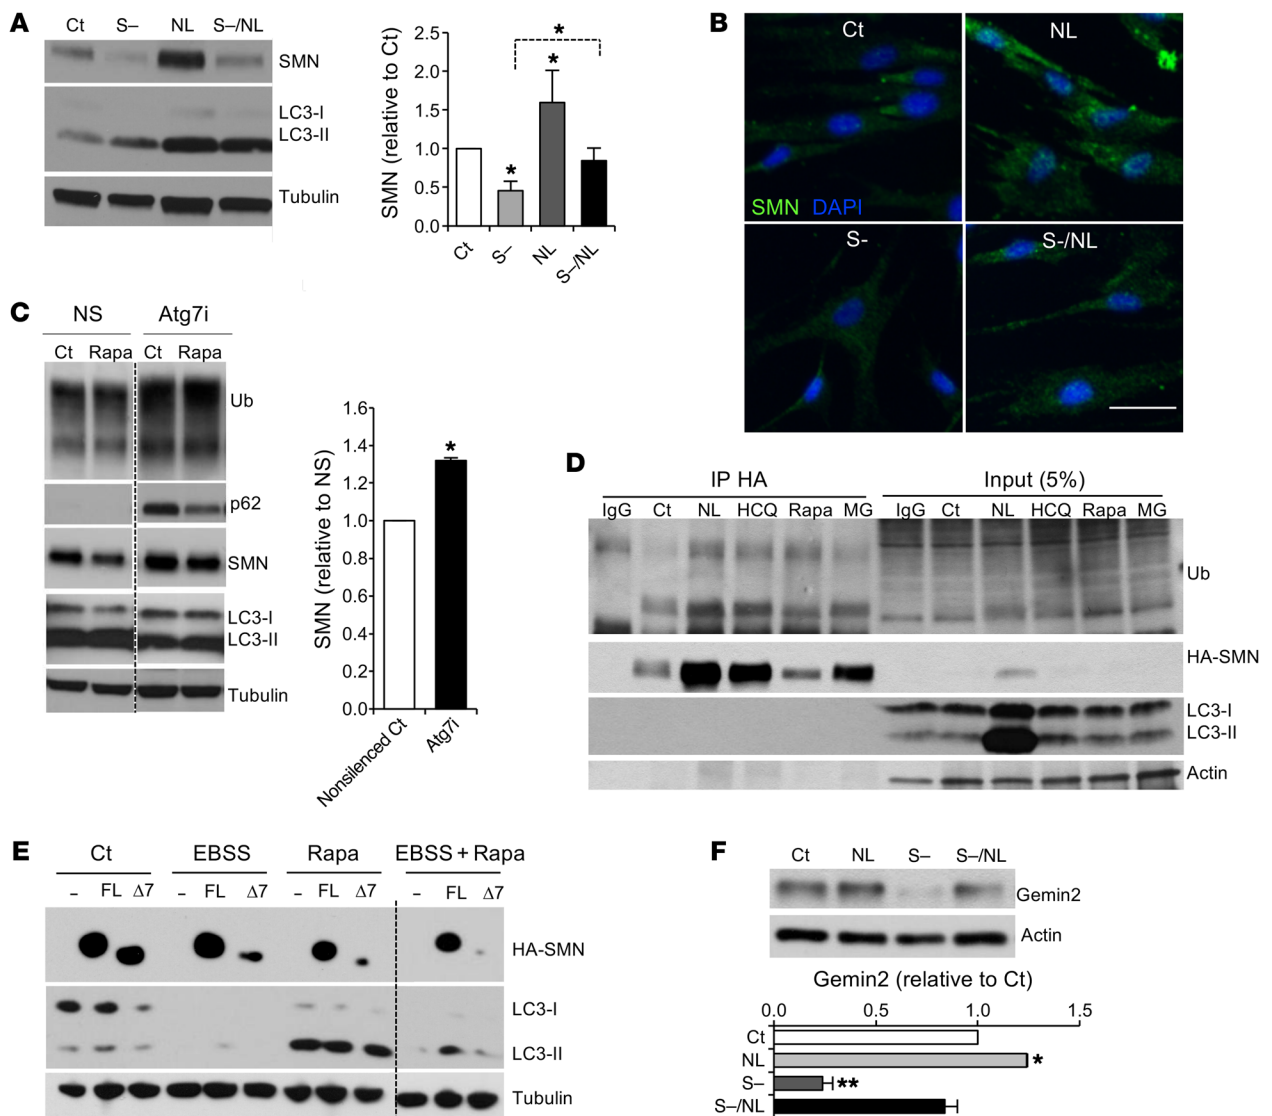 A
Ct S– NL S–/NL
SMN
LC3-I
LC3-II
Tubulin
SMN (relative to Ct)
2.5
2.0
1.5
1.0
0.5
0.0
*
*
*
Ct S– NL S–/NL
B
Ct
NL
SMN DAPI
S-
S-/NL
C
NS Atg7i
Ct Rapa Ct Rapa
Ub
p62
SMN
LC3-I
LC3-II
Tubulin
SMN (relative to NS)
1.6
1.4
1.2
1.0
0.8
0.6
0.4
0.2
0.0
*
Nonsilenced Ct Atg7i
D
IP HA Input (5%)
IgG Ct NL HCQ Rapa MG IgG Ct NL HCQ Rapa MG
Ub
HA-SMN
LC3-I
LC3-II
Actin
E
Ct EBSS Rapa EBSS + Rapa
– FL Δ7 – FL Δ7 – FL Δ7 – FL Δ7
HA-SMN
LC3-I
LC3-II
Tubulin
F
Ct NL S– S–/NL
Gemin2
Actin
Gemin2 (relative to Ct)
0.0 0.5 1.0 1.5
Ct
NL *
S– **
S–/NL